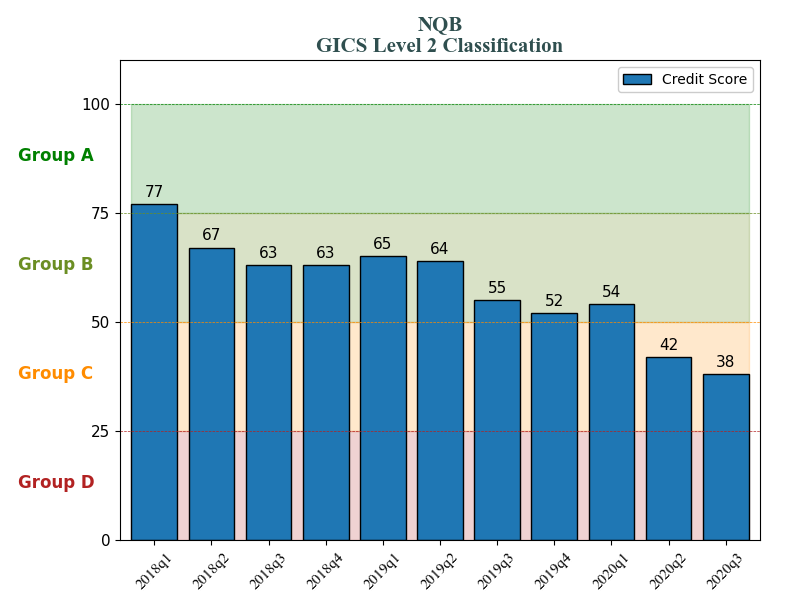 NQB
GICS Level 2 Classification
Credit Score
100
Group A
77
75
67
63
63
65
64
Group B
55
52
54
50
42
38
Group C
25
Group D
0
2018q1
2018q2
2018q3
2018q4
2019q1
2019q2
2019q3
2019q4
2020q1
2020q2
2020q3